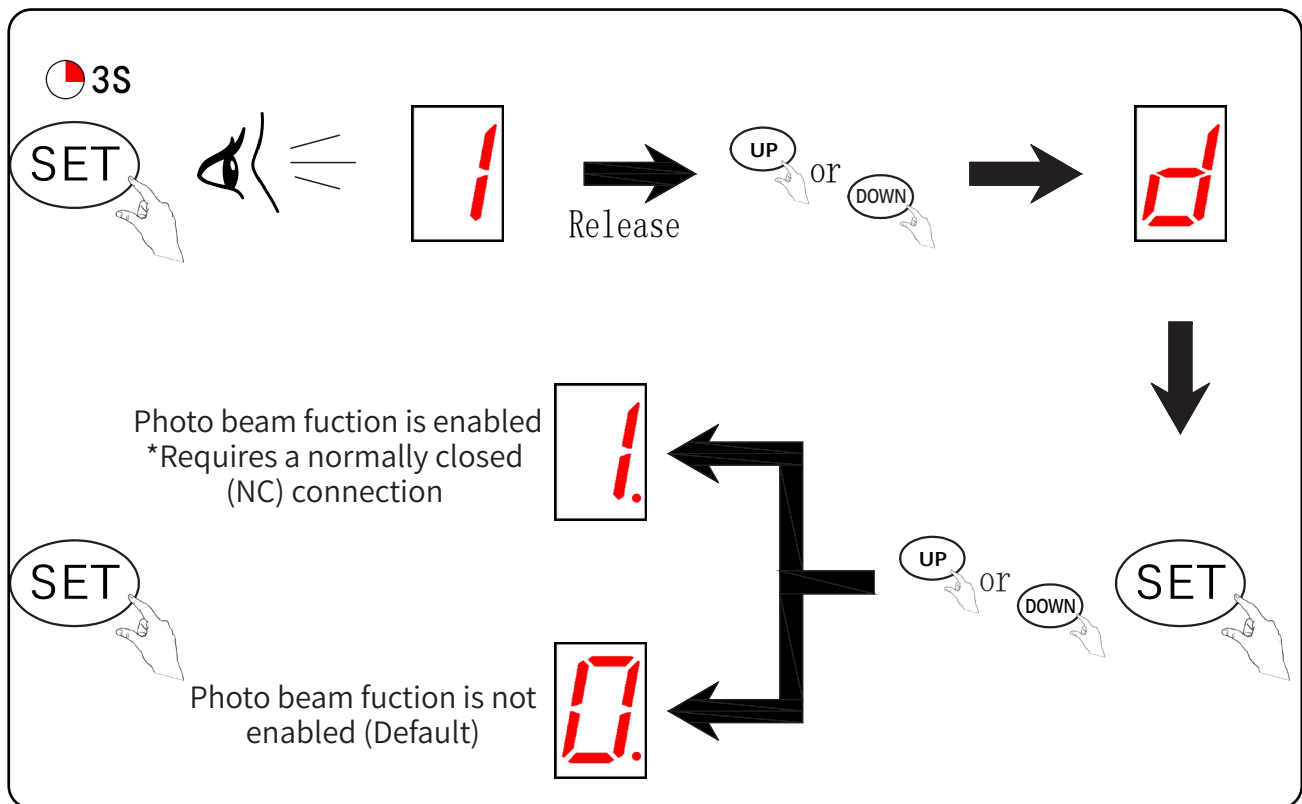 3S
SET
1
Release
UP
or
DOWN
d
Photo beam fuction is enabled
*Requires a normally closed
(NC) connection
1.
SET
UP
or
DOWN
SET
Photo beam fuction is not
enabled (Default)
0.